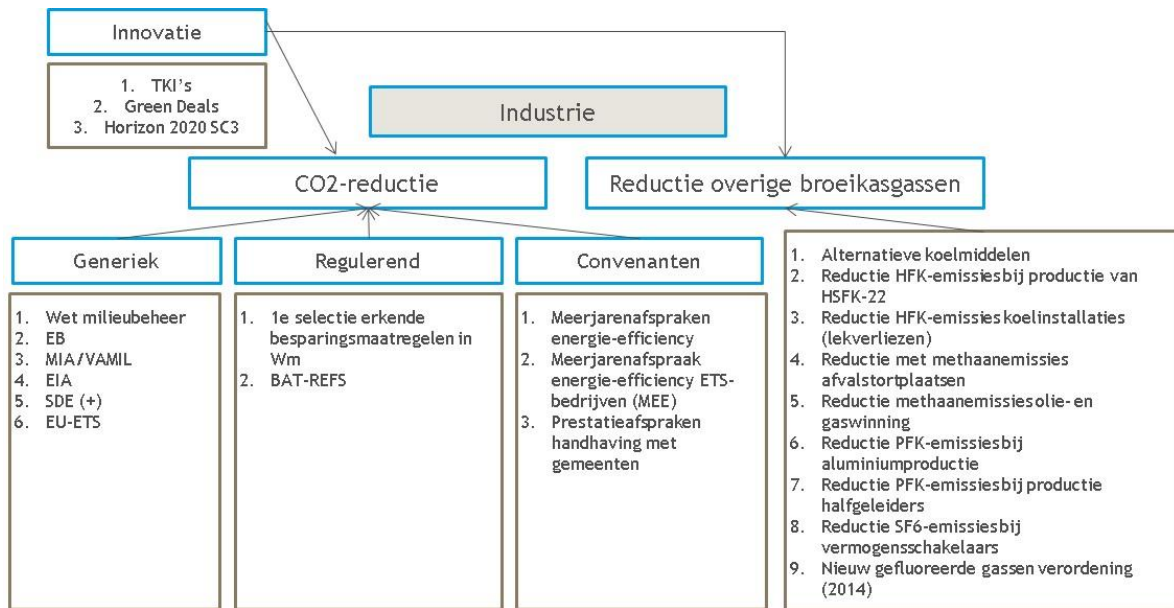 Innovatie
1. TKI's
2. Green Deals
3. Horizon 2020 SC3
Industrie
CO2-reductie
Reductie overige broeikasgassen
Generiek
1. Wet milieubeheer
2. EB
3. MIA/VAMIL
4. EIA
5. SDE (+)
6. EU-ETS
Regulerend
1. 1e selectie erkende
besparingsmaatregelen in
Wm
2. BAT-REFS
Convenanten
1. Meerjarenafspraken
energie-efficiency
2. Meerjarenafspraak
energie-efficiency ETS-
bedrijven (MEE)
3. Prestatieafspraken
handhaving met
gemeenten
1. Alternatieve koelmiddelen
2. Reductie HFK-emissiesbij productie van
HSFK-22
3. Reductie HFK-emissies koelinstallaties
(lekverliezen)
4. Reductie met methaanemissies
afvalstortplaatsen
5. Reductie methaanemissies olie- en
gaswinning
6. Reductie PFK-emissiesbij
aluminiumproductie
7. Reductie PFK-emissiesbij productie
halfgeleiders
8. Reductie SF6-emissiesbij
vermogensschakelaars
9. Nieuw gefluoreerde gassen verordening
(2014)